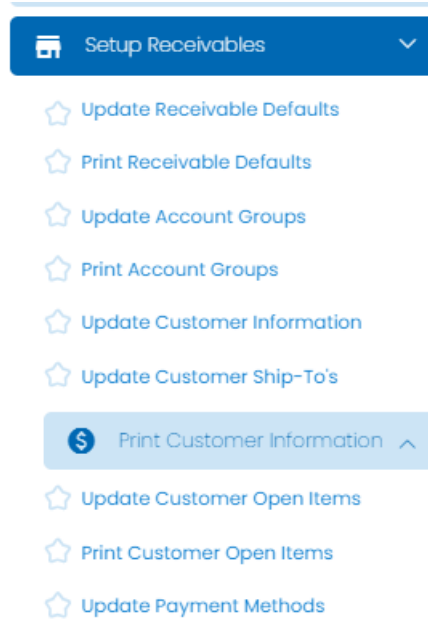 Setup Receivables
Update Receivable Defaults
Print Receivable Defaults
Update Account Groups
Print Account Groups
Update Customer Information
Update Customer Ship-To's
Print Customer Information
Update Customer Open Items
Print Customer Open Items
Update Payment Methods